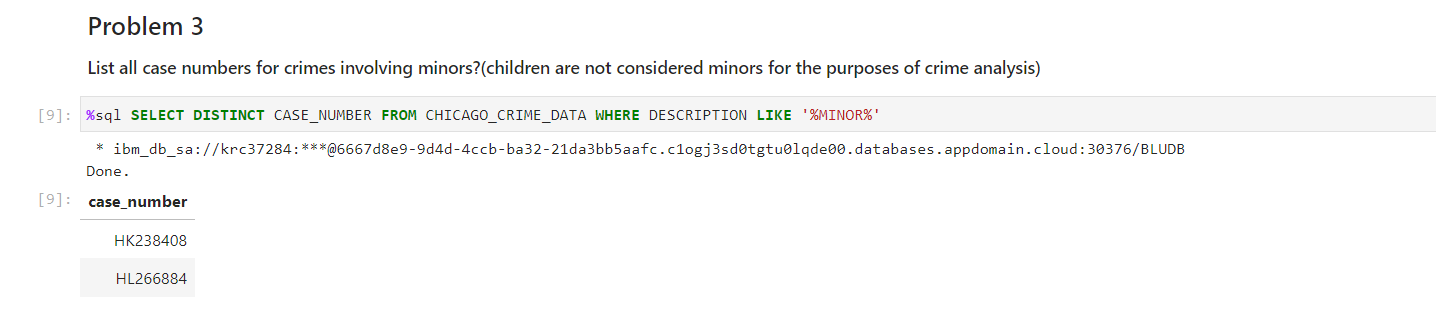 Problem 3
List all case numbers for crimes involving minors?(children are not considered minors for the purposes of crime analysis)
[9]: %sql SELECT DISTINCT CASE_NUMBER FROM CHICAGO_CRIME_DATA WHERE DESCRIPTION LIKE '%MINOR%'
* ibm_db_sa://krc37284:***@6667d8e9-9d4d-4ccb-ba32-21da3bb5aafc.c1ogj3sd0tgtu0lqde00.databases.appdomain.cloud:30376/BLUDB
Done.
[9]: case_number
HK238408
HL266884